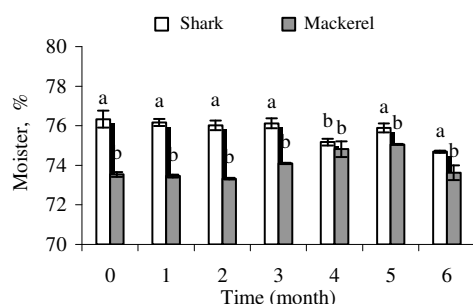 Shark Mackerel
80
78
76
74
72
70
Moister, %
a a a a b b a a
b b b b b b
0 1 2 3 4 5 6
Time (month)